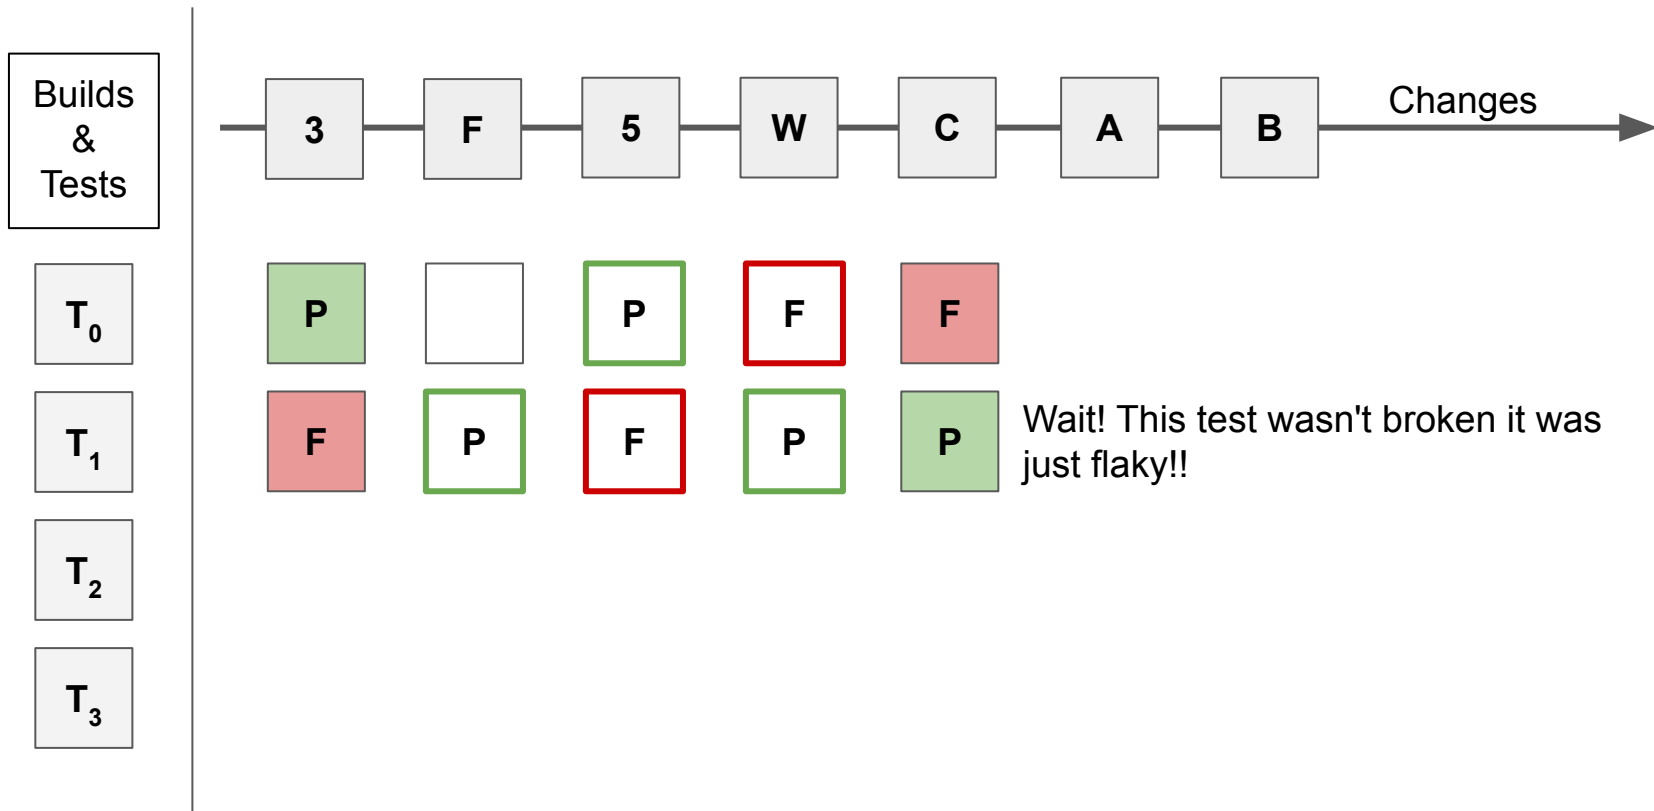 Builds
&
Tests
3 F 5 W C A B Changes
T0 P P F F
T1 F P F P P Wait! This test wasn't broken it was
just flaky!!
T2
T3